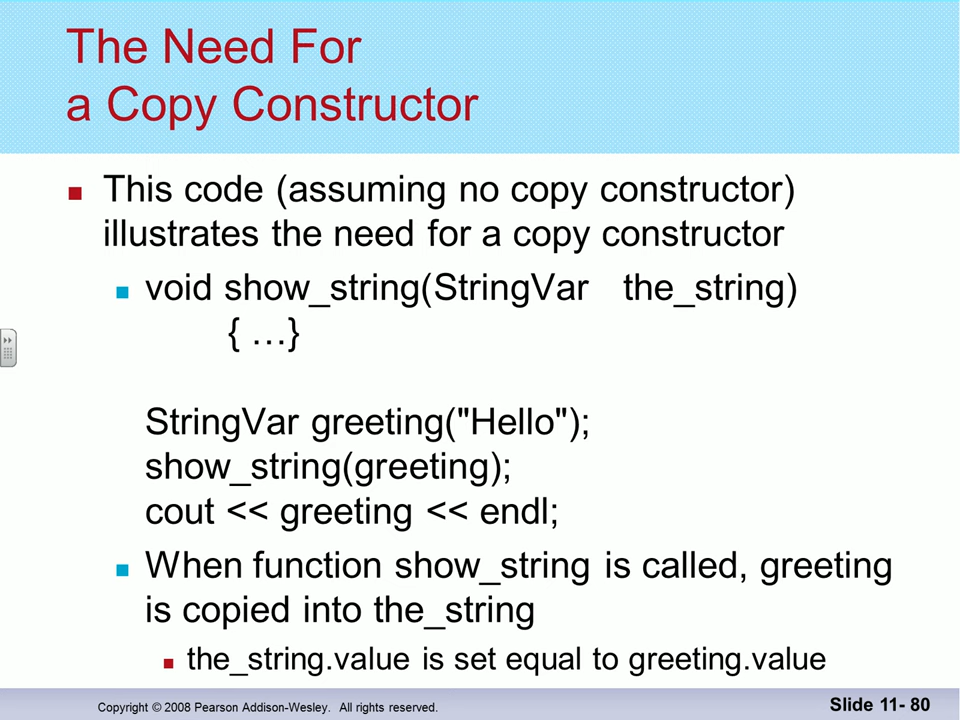 The Need For
a Copy Constructor
This code (assuming no copy constructor)
illustrates the need for a copy constructor
void show_string(StringVar the_string)
{ …}
StringVar greeting("Hello");
show_string(greeting);
cout << greeting << endl;
When function show_string is called, greeting
is copied into the_string
the_string.value is set equal to greeting.value
Copyright © 2008 Pearson Addison-Wesley. All rights reserved.
Slide 11- 80